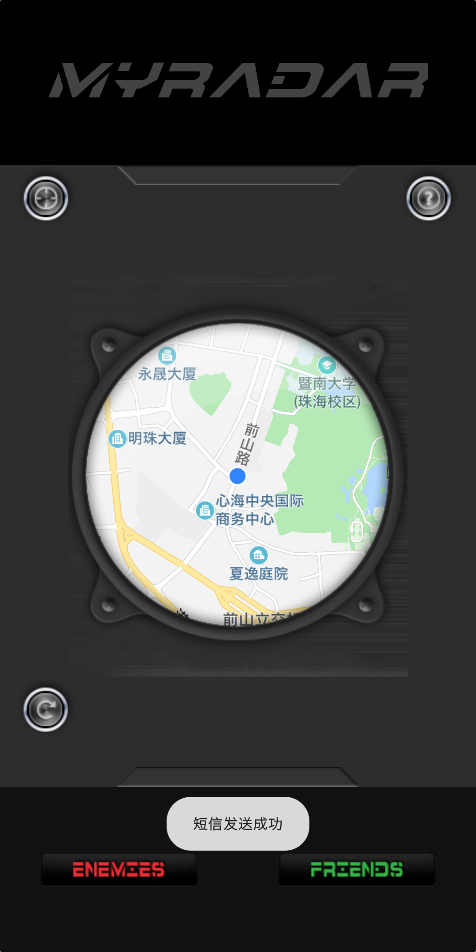 MYRADAR
?
永晟大厦
暨南大学
(珠海校区)
明珠大厦
前山路
心海中央国际
商务中心
夏逸庭院
前山立交
短信发送成功
ENEMIES
FRIENDS